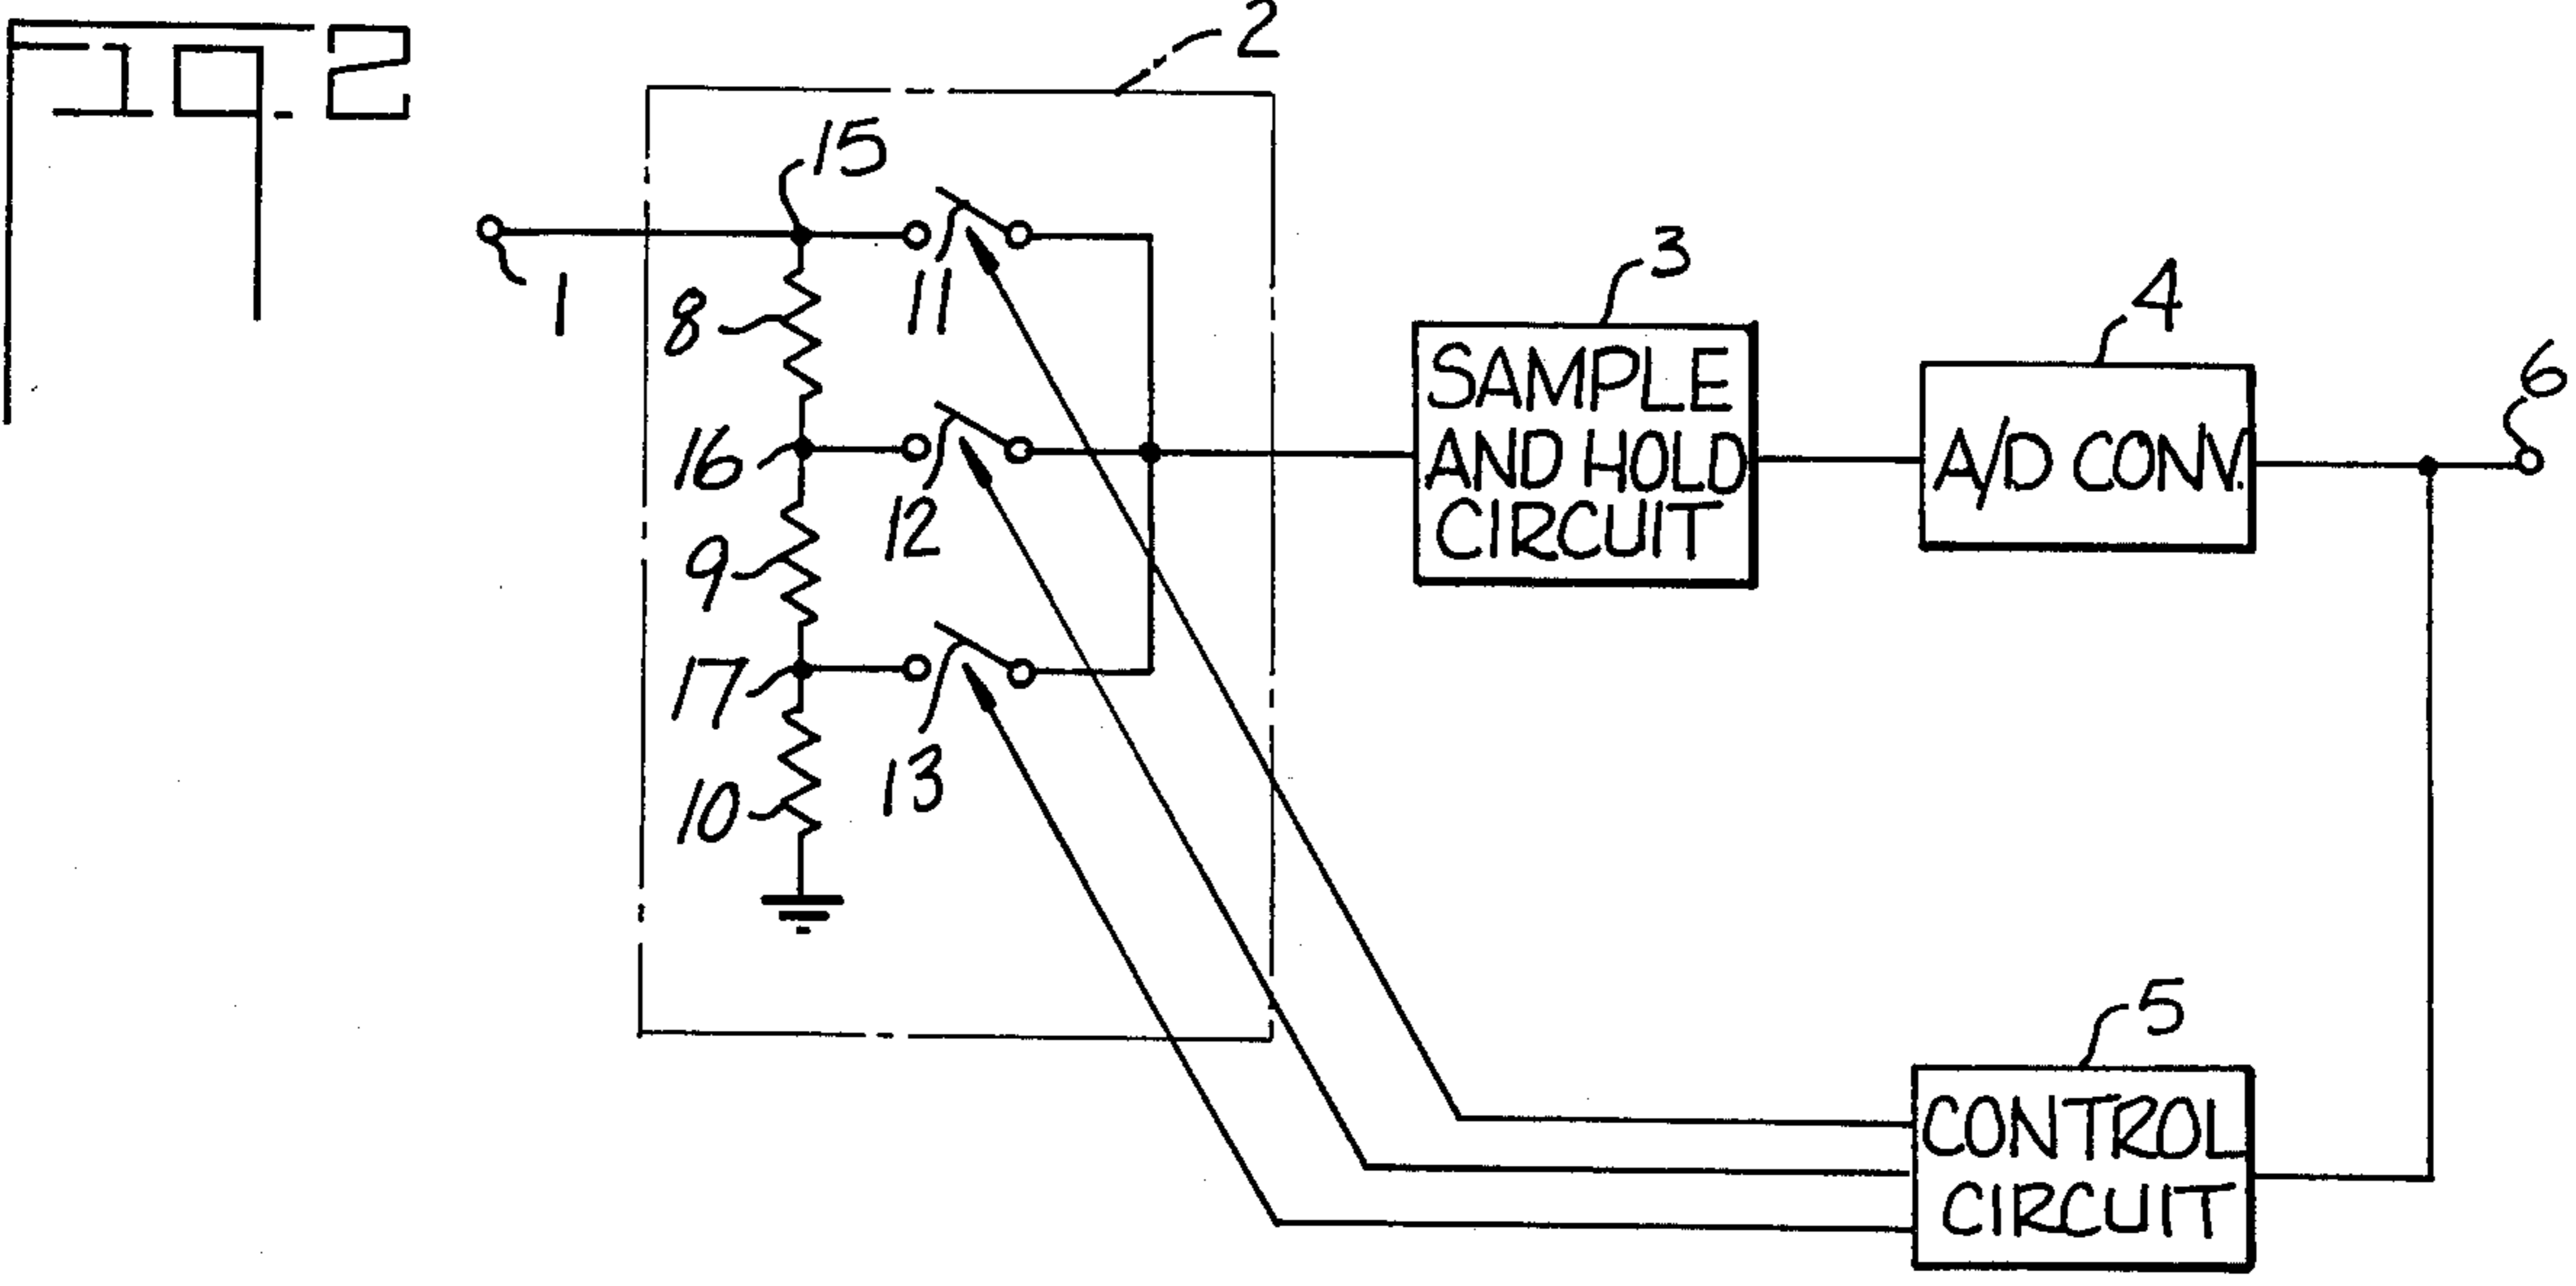 Fig. 2
2
15
1
11
8
3
SAMPLE
AND HOLD
CIRCUIT
4
A/D CONV.
6
16
12
9
17
13
10
5
CONTROL
CIRCUIT